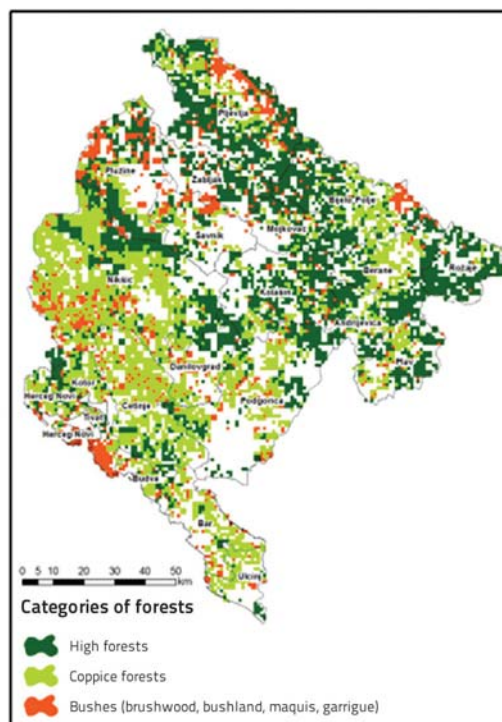 Pljevlja
Plužine
Žabljak
Bijelo Polje
Šavnik
Mojkovac
Nikšić
Berane
Rožaje
Kolašin
Andrijevica
Plav
Danilovgrad
Kotor
Herceg Novi
Podgorica
Cetinje
Tivat
Herceg Novi
Budva
Bar
Ulcinj
0 5 10 20 30 40 50
km
Categories of forests
High forests
Coppice forests
Bushes (brushwood, bushland, maquis, garrigue)